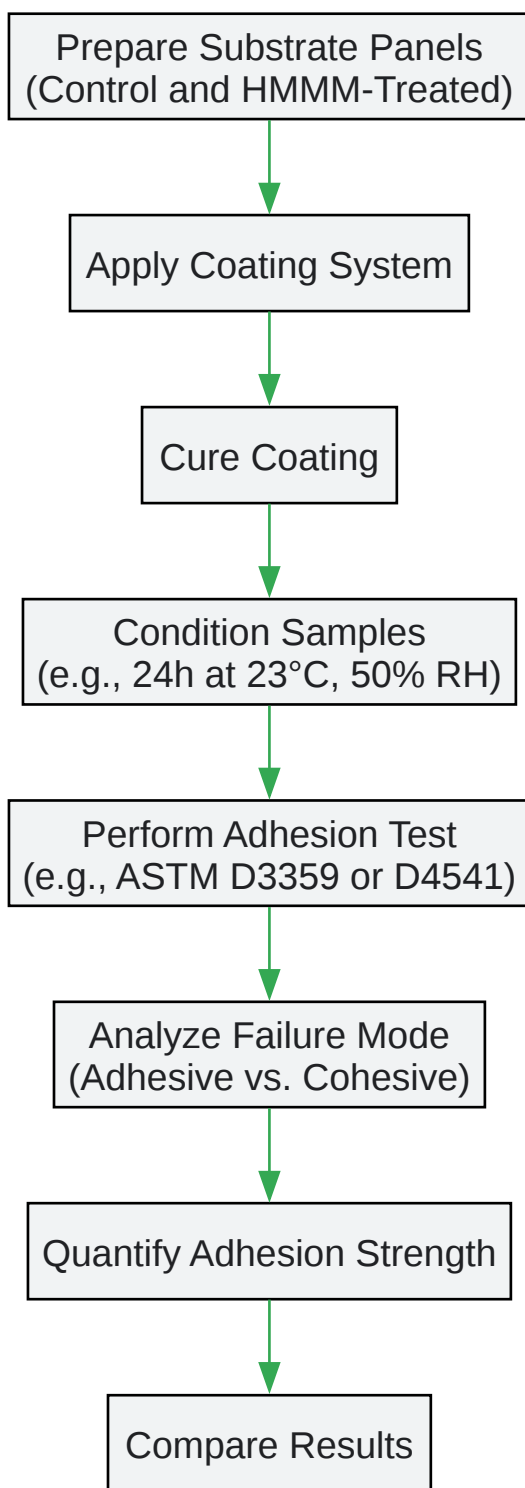 Prepare Substrate Panels
(Control and HMMM-Treated)
Apply Coating System
Cure Coating
Condition Samples
(e.g., 24h at 23°C, 50% RH)
Perform Adhesion Test
(e.g., ASTM D3359 or D4541)
Analyze Failure Mode
(Adhesive vs. Cohesive)
Quantify Adhesion Strength
Compare Results